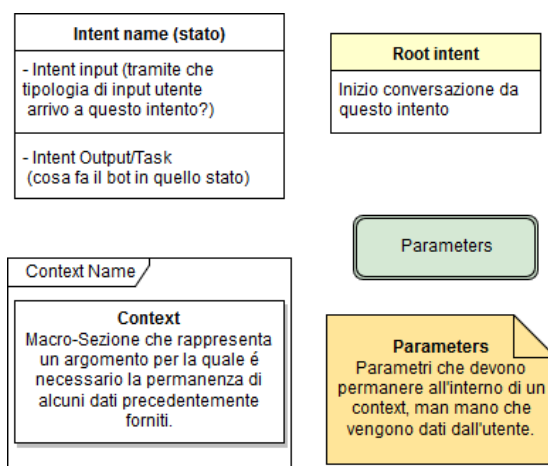 Intent name (stato)
- Intent input (tramite che
tipologia di input utente
arrivo a questo intento?)
- Intent Output/Task
(cosa fa il bot in quello stato)
Root intent
Inizio conversazione da
questo intento
Parameters
Context Name
Context
Macro-Sezione che rappresenta
un argomento per la quale é
necessario la permanenza di
alcuni dati precedentemente
forniti.
Parameters
Parametri che devono
permanere all'interno di un
context, man mano che
vengono dati dall'utente.